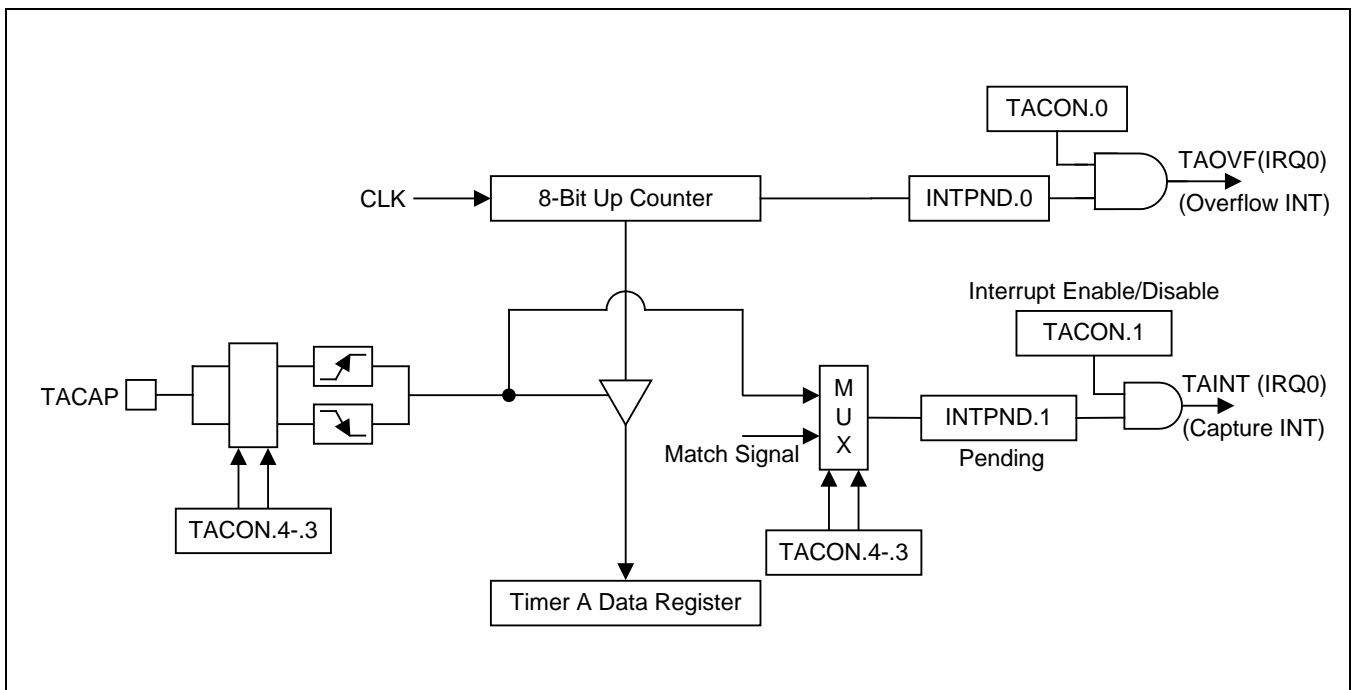 TACON.0
TAOVF(IRQ0)
CLK
8-Bit Up Counter
INTPND.0
(Overflow INT)
Interrupt Enable/Disable
TACON.1
TACAP
M
U
X
TAINT (IRQ0)
INTPND.1
(Capture INT)
Match Signal
Pending
TACON.4-.3
TACON.4-.3
Timer A Data Register